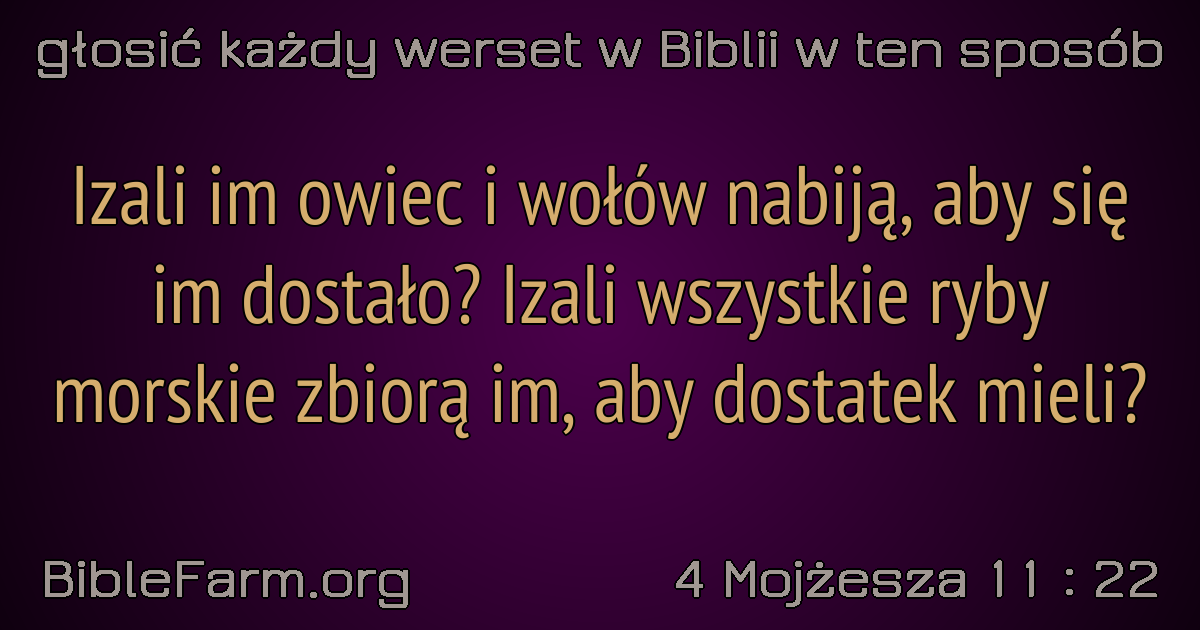 głosić każdy werset w Biblii w ten sposób
Izali im owiec i wołów nabiją, aby się
im dostało? Izali wszystkie ryby
morskie zbiorą im, aby dostatek mieli?
BibleFarm.org
4 Mojżesza 11 : 22